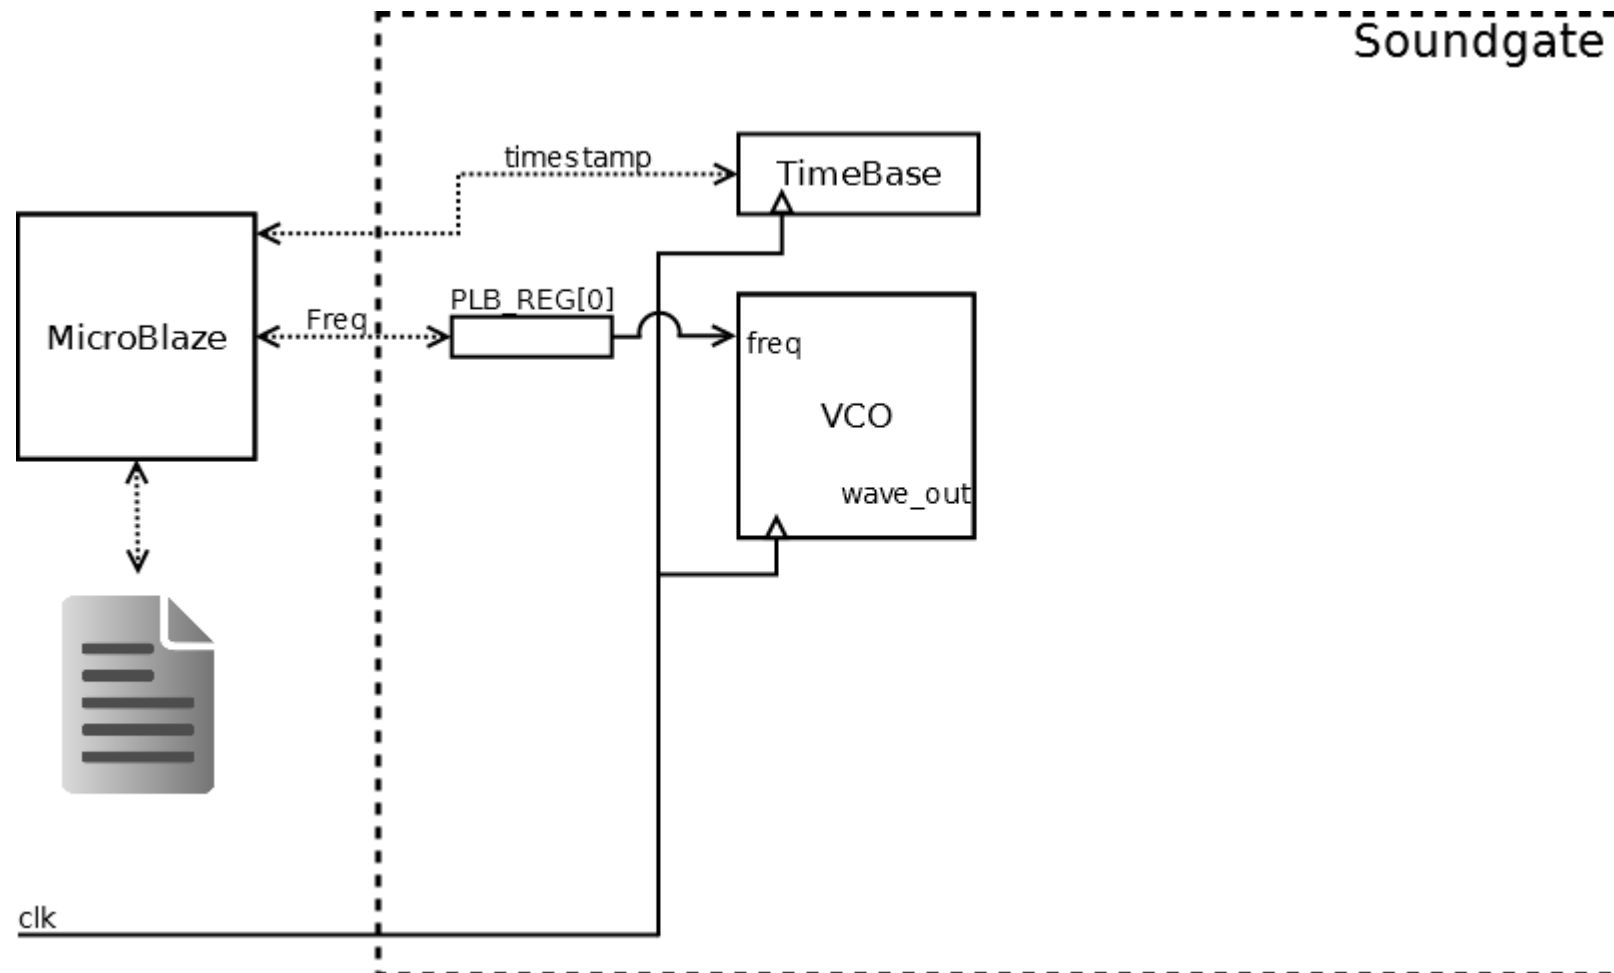 Soundgate
timestamp
TimeBase
PLB_REG[0]
Freq
MicroBlaze
freq
VCO
wave_out
clk